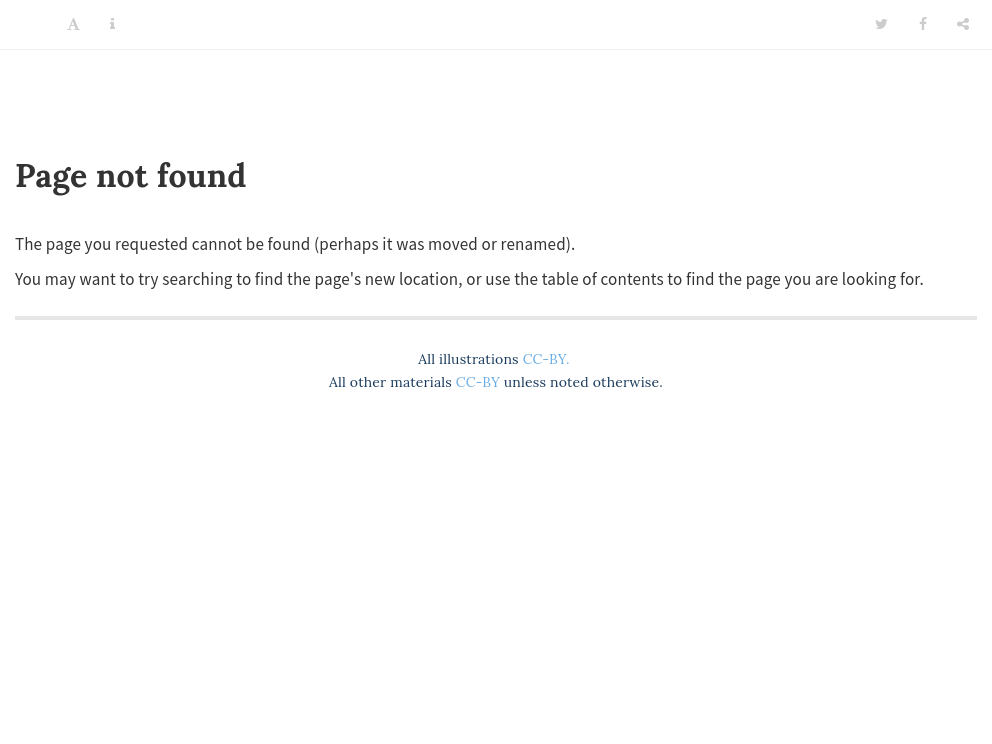 Page not found
The page you requested cannot be found (perhaps it was moved or renamed).
You may want to try searching to find the page's new location, or use the table of contents to find the page you are looking for.
All illustrations CC-BY.
All other materials CC-BY unless noted otherwise.